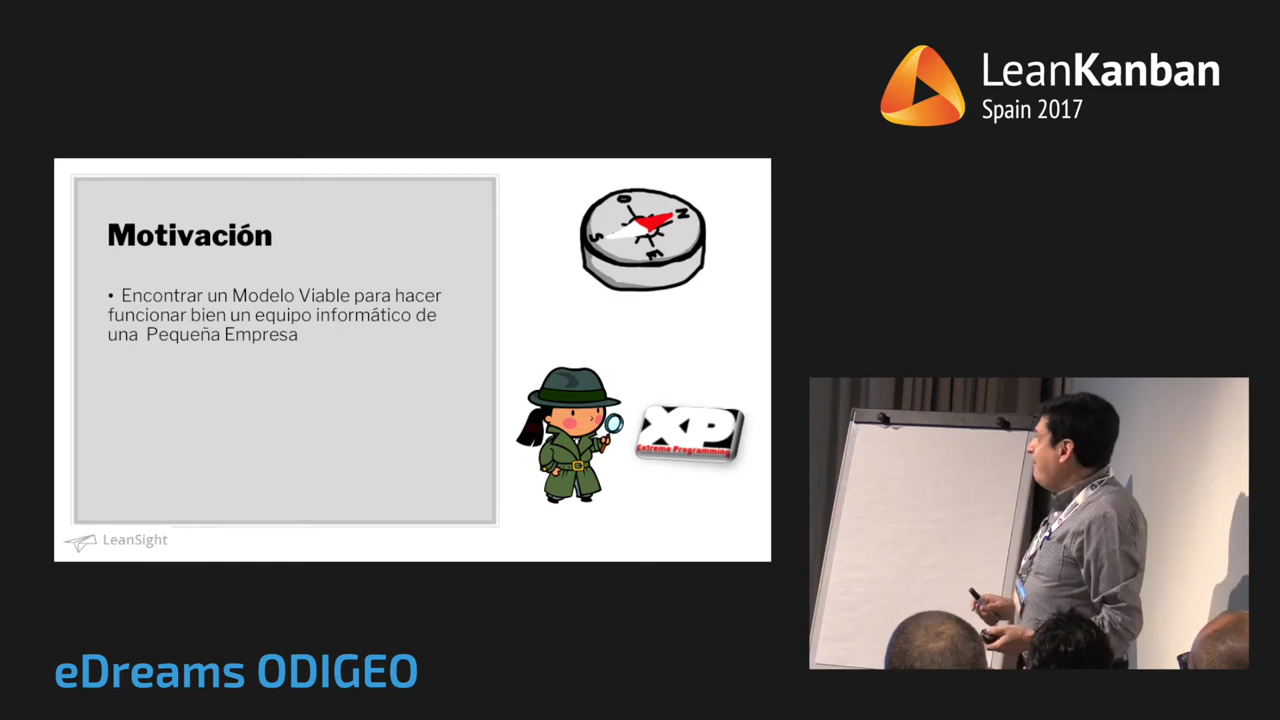 LeanKanban
Spain 2017
Motivación
• Encontrar un Modelo Viable para hacer
funcionar bien un equipo informático de
una Pequeña Empresa
O
N
S
E
XP
Extreme Programming
LeanSight
eDreams ODIGEO